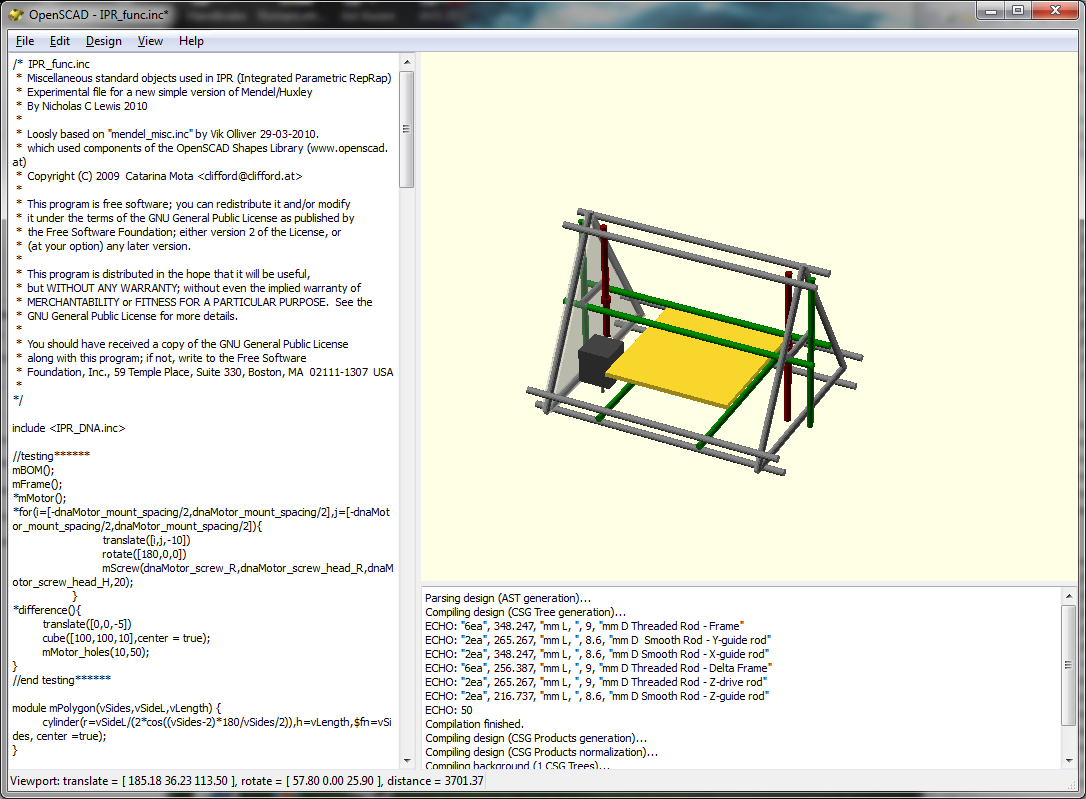 OpenSCAD - IPR_func.inc*
File Edit Design View Help
/* IPR_func.inc
* Miscellaneous standard objects used in IPR (Integrated Parametric RepRap)
* Experimental file for a new simple version of Mendel/Huxley
* By Nicholas C Lewis 2010
*
* Loosly based on "mendel_misc.inc" by Vik Olliver 29-03-2010.
* which used components of the OpenSCAD Shapes Library (www.openscad.
at)
* Copyright (C) 2009 Catarina Mota <clifford@clifford.at>
*
* This program is free software; you can redistribute it and/or modify
* it under the terms of the GNU General Public License as published by
* the Free Software Foundation; either version 2 of the License, or
* (at your option) any later version.
*
* This program is distributed in the hope that it will be useful,
* but WITHOUT ANY WARRANTY; without even the implied warranty of
* MERCHANTABILITY or FITNESS FOR A PARTICULAR PURPOSE. See the
* GNU General Public License for more details.
*
* You should have received a copy of the GNU General Public License
* along with this program; if not, write to the Free Software
* Foundation, Inc., 59 Temple Place, Suite 330, Boston, MA 02111-1307 USA
*
*/
include <IPR_DNA.inc>
//testing******
mBOM();
mFrame();
*mMotor();
*for(i=[-dnaMotor_mount_spacing/2,dnaMotor_mount_spacing/2],j=[-dnaMot
or_mount_spacing/2,dnaMotor_mount_spacing/2]){
translate([i,j,-10])
rotate([180,0,0])
mScrew(dnaMotor_screw_R,dnaMotor_screw_head_R,dnaM
otor_screw_head_H,20);
}
*difference(){
translate([0,0,-5])
cube([100,100,10],center = true);
mMotor_holes(10,50);
}
//end testing******
module mPolygon(vSides,vSideL,vLength) {
cylinder(r=vSideL/(2*cos((vSides-2)*180/vSides/2)),h=vLength,$fn=vSi
des, center =true);
}
Parsing design (AST generation)...
Compiling design (CSG Tree generation)...
ECHO: "6ea", 348.247, "mm L, ", 9, "mm D Threaded Rod - Frame"
ECHO: "2ea", 265.267, "mm L, ", 8.6, "mm D  Smooth Rod - Y-guide rod"
ECHO: "2ea", 348.247, "mm L, ", 8.6, "mm D Smooth Rod - X-guide rod"
ECHO: "6ea", 256.387, "mm L, ", 9, "mm D Threaded Rod - Delta Frame"
ECHO: "2ea", 265.267, "mm L, ", 9, "mm D Threaded Rod - Z-drive rod"
ECHO: "2ea", 216.737, "mm L, ", 8.6, "mm D Smooth Rod - Z-guide rod"
ECHO: 50
Compilation finished.
Compiling design (CSG Products generation)...
Compiling design (CSG Products normalization)...
Compiling background (1 CSG Trees)...
Viewport: translate = [ 185.18 36.23 113.50 ], rotate = [ 57.80 0.00 25.90 ], distance = 3701.37